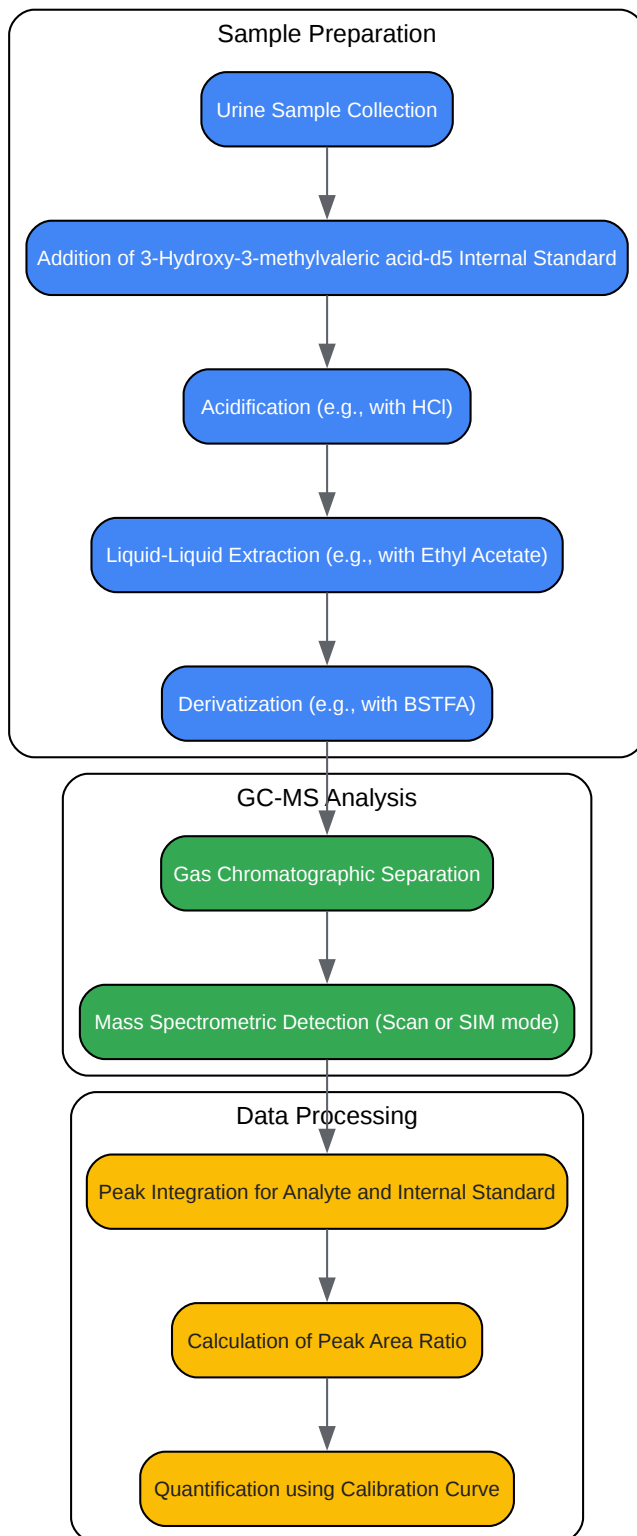 Sample Preparation
Urine Sample Collection
Addition of 3-Hydroxy-3-methylvaleric acid-d5 Internal Standard
Acidification (e.g., with HCl)
Liquid-Liquid Extraction (e.g., with Ethyl Acetate)
Derivatization (e.g., with BSTFA)
GC-MS Analysis
Gas Chromatographic Separation
Mass Spectrometric Detection (Scan or SIM mode)
Data Processing
Peak Integration for Analyte and Internal Standard
Calculation of Peak Area Ratio
Quantification using Calibration Curve